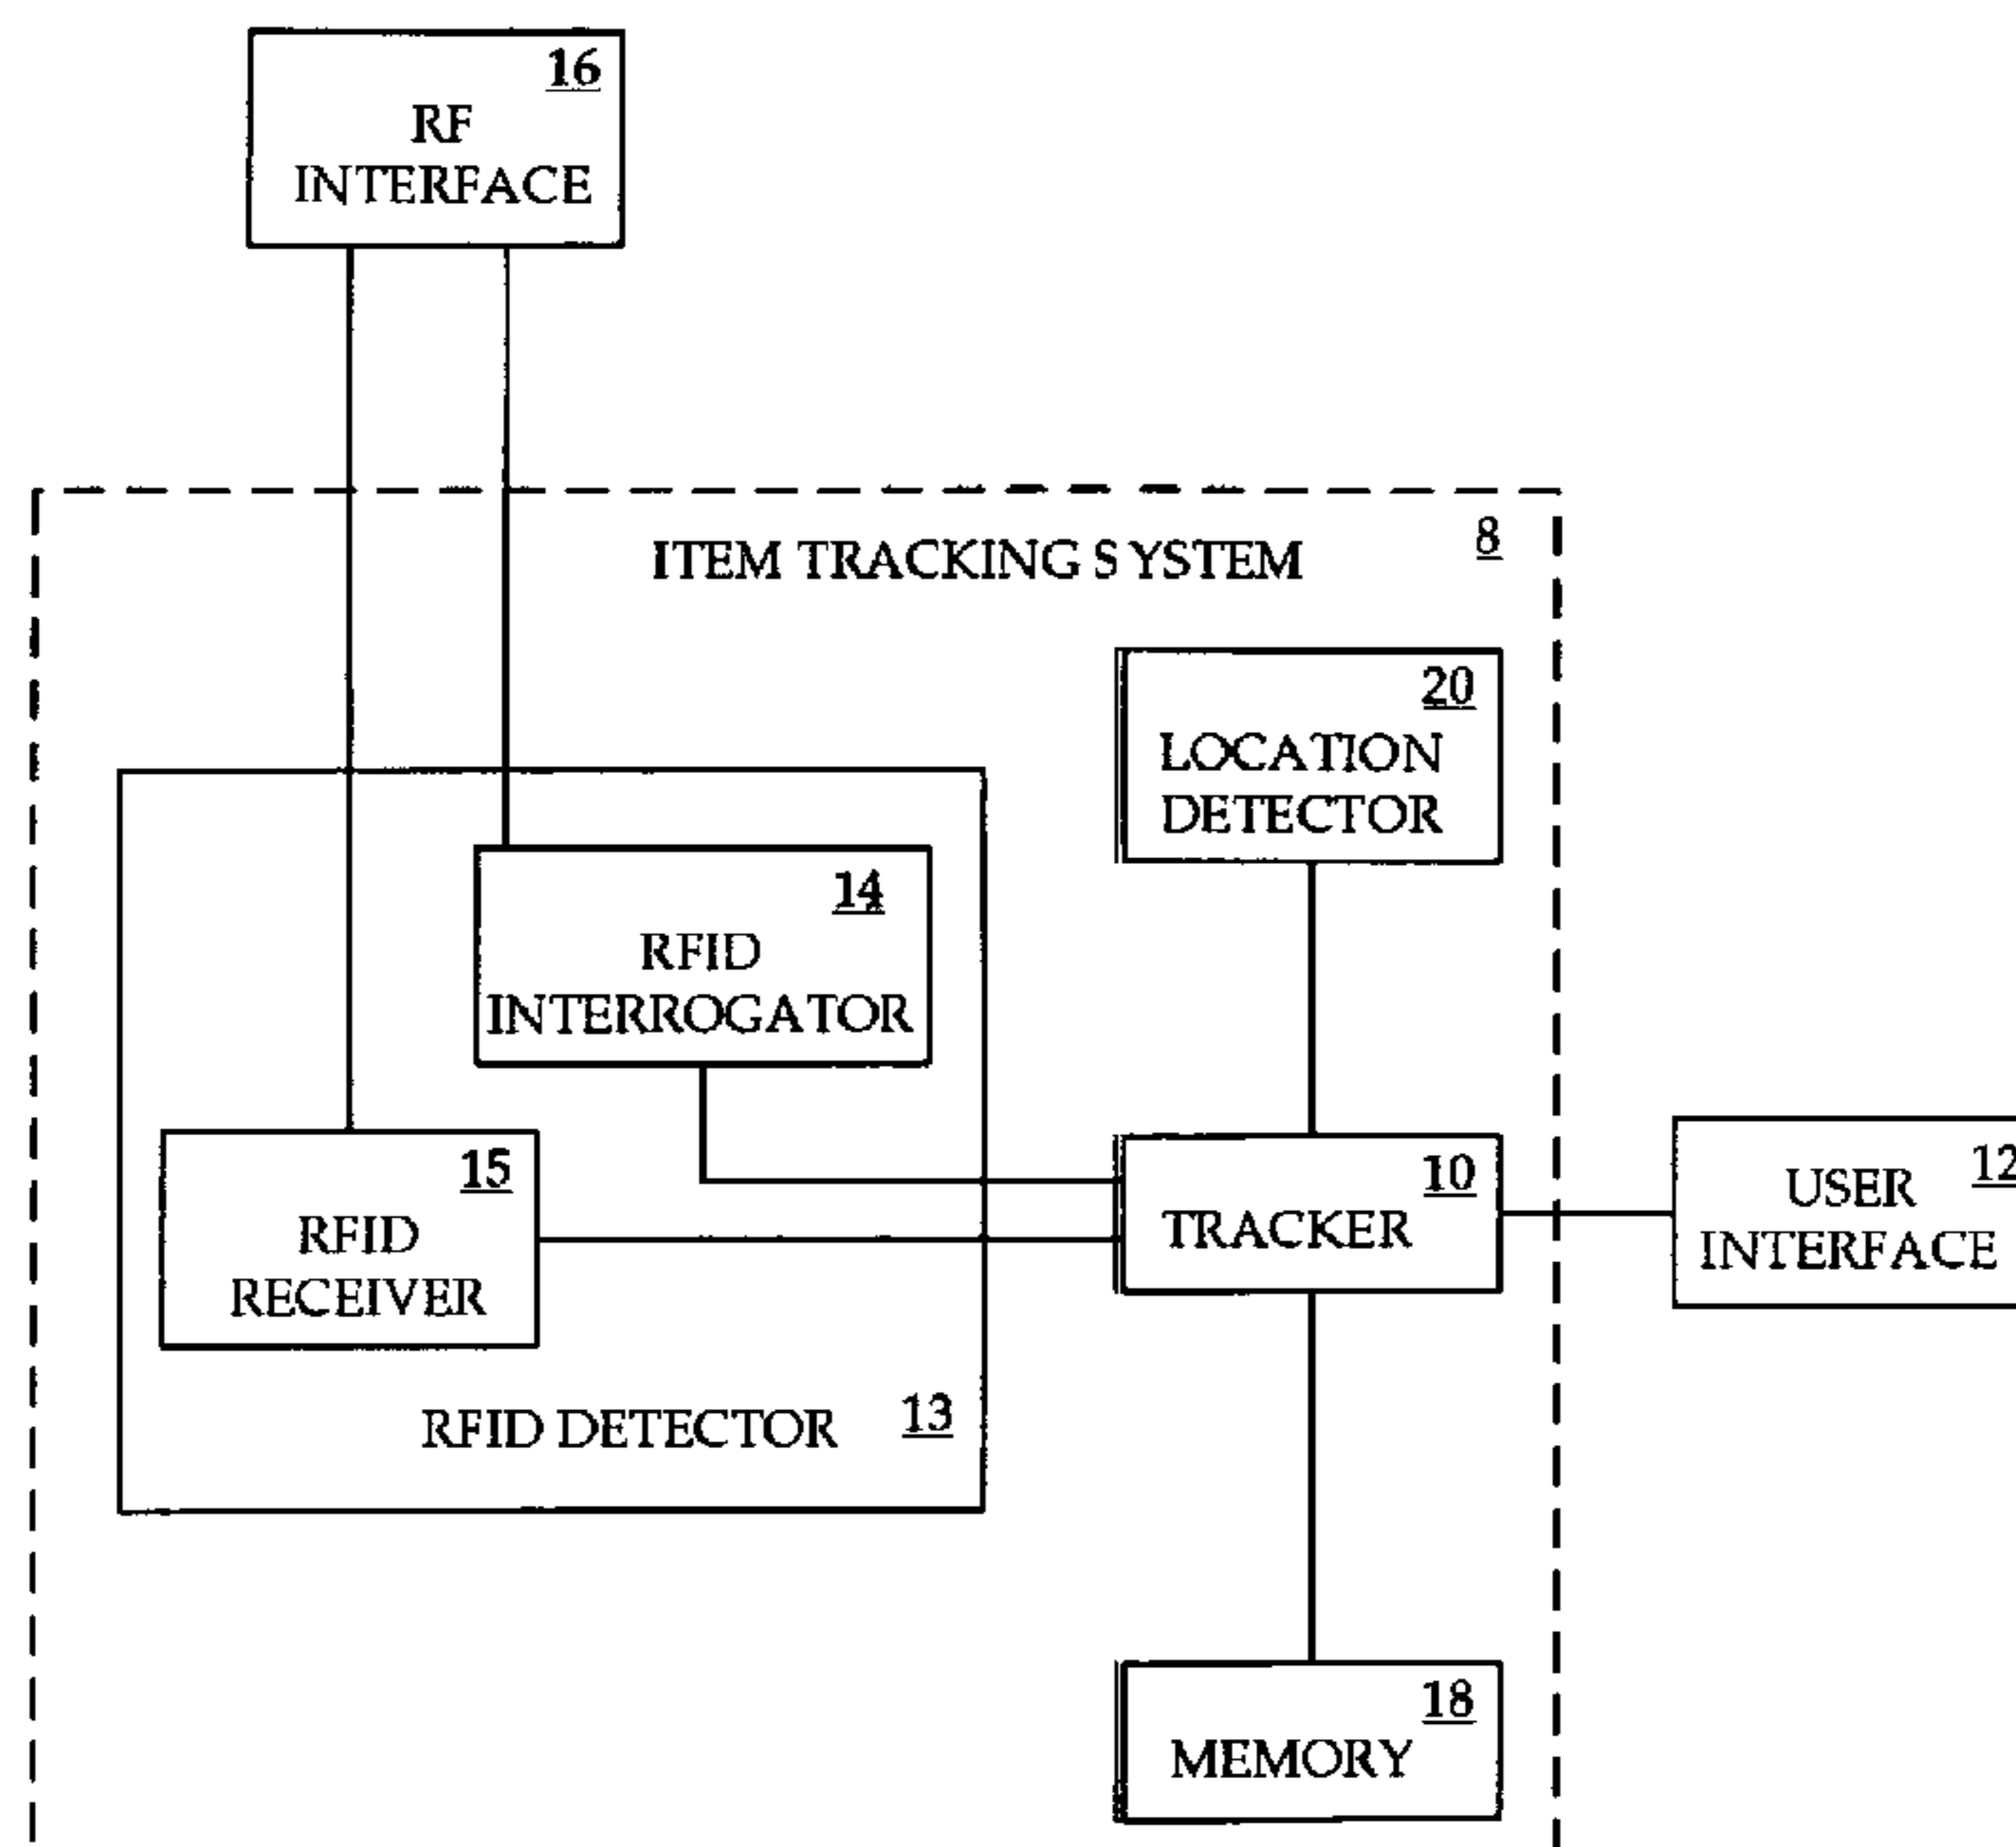 16
RF
INTERFACE
ITEM TRACKING SYSTEM
8
20
LOCATION
DETECTOR
14
RFID
INTERROGATOR
15
RFID
RECEIVER
10
TRACKER
12
USER
INTERFACE
RFID DETECTOR
13
18
MEMORY